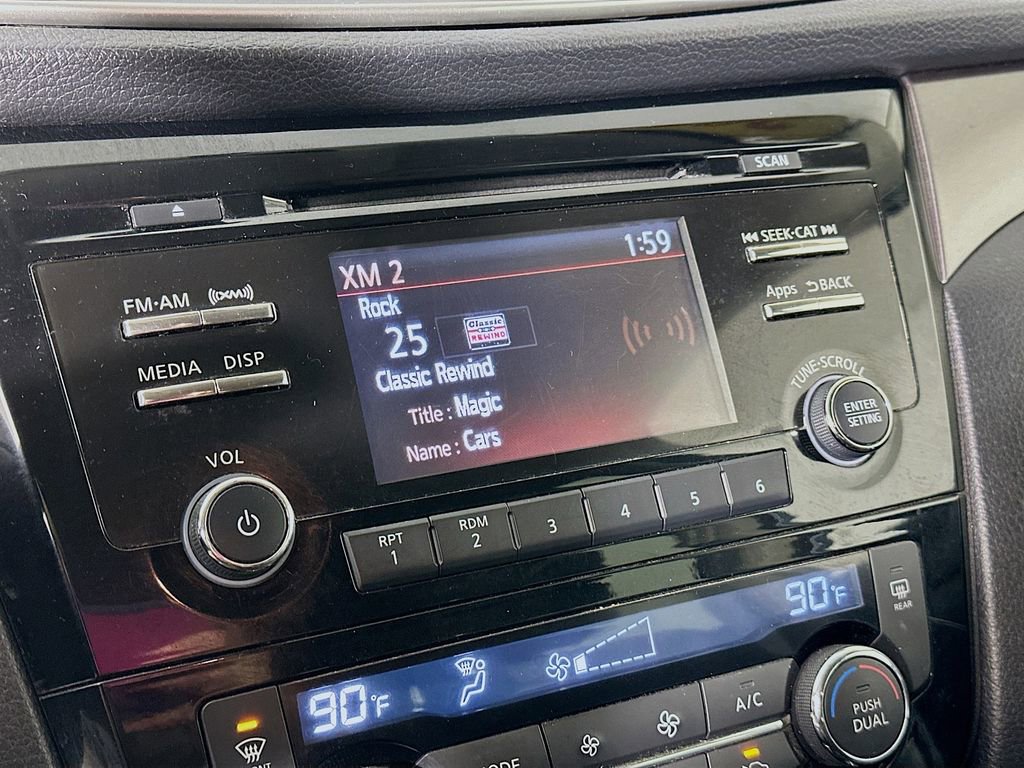 SCAN
FM·AM
((XM))
SEEK·CAT
MEDIA
DISP
Apps
BACK
XM 2
1:59
Rock
25
Classic
REWIND
Classic Rewind
Title : Magic
Name : Cars
TUNE·SCROLL
ENTER
SETTING
VOL
RPT
1
RDM
2
3
4
5
6
90°F
90°F
REAR
A/C
PUSH
DUAL